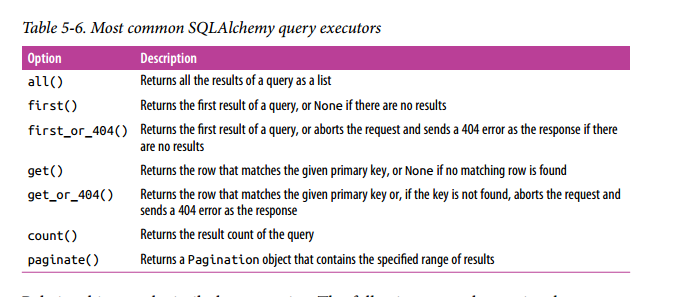 Table 5-6. Most common SQLAlchemy query executors
Option Description
all() Returns all the results of a query as a list
first() Returns the first result of a query, or None if there are no results
first_or_404() Returns the first result of a query, or aborts the request and sends a 404 error as the response if there
are no results
get() Returns the row that matches the given primary key, or None if no matching row is found
get_or_404() Returns the row that matches the given primary key or, if the key is not found, aborts the request and
sends a 404 error as the response
count() Returns the result count of the query
paginate() Returns a Pagination object that contains the specified range of results